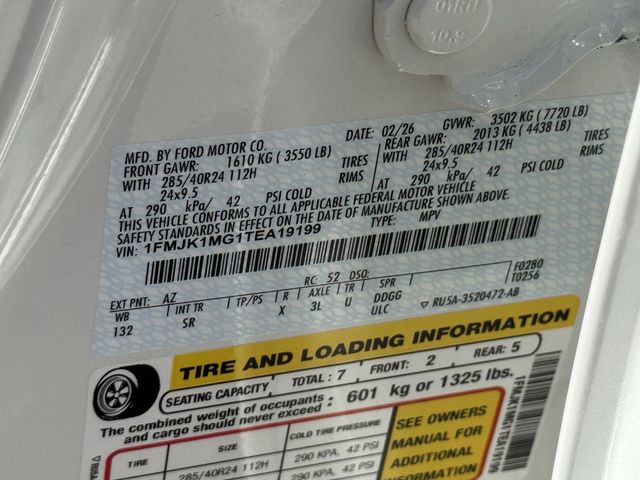 01R11
10.9
MFD. BY FORD MOTOR CO.
DATE: 02/26 GVWR: 3502 KG ( 7720 LB)
FRONT GAWR: 1610 KG ( 3550 LB) REAR GAWR: 2013 KG ( 4438 LB)
WITH 285/40R24 112H TIRES WITH 285/40R24 112H TIRES
24x9.5 RIMS 24x9.5 RIMS
AT 290 kPa/ 42 PSI COLD AT 290 kPa/ 42 PSI COLD
THIS VEHICLE CONFORMS TO ALL APPLICABLE FEDERAL MOTOR VEHICLE
SAFETY STANDARDS IN EFFECT ON THE DATE OF MANUFACTURE SHOWN ABOVE.
VIN: 1FMJK1MG1TEA19199 TYPE: MPV
F0280
T0256
EXT PNT: AZ RC: 52 DSO:
WB INT TR TP/PS R AXLE TR SPR
132 SR X 3L U DDGG
ULC
RU5A-3520472-AB
TIRE AND LOADING INFORMATION
SEATING CAPACITY TOTAL : 7 FRONT: 2 REAR: 5
The combined weight of occupants
and cargo should never exceed : 601 kg or 1325 lbs.
TIRE SIZE COLD TIRE PRESSURE
285/40R24 112H 290 KPA, 42 PSI
290 KPA, 42 PSI
SEE OWNERS
MANUAL FOR
ADDITIONAL
INFORMATION
1FMJK1MG1TEA19199